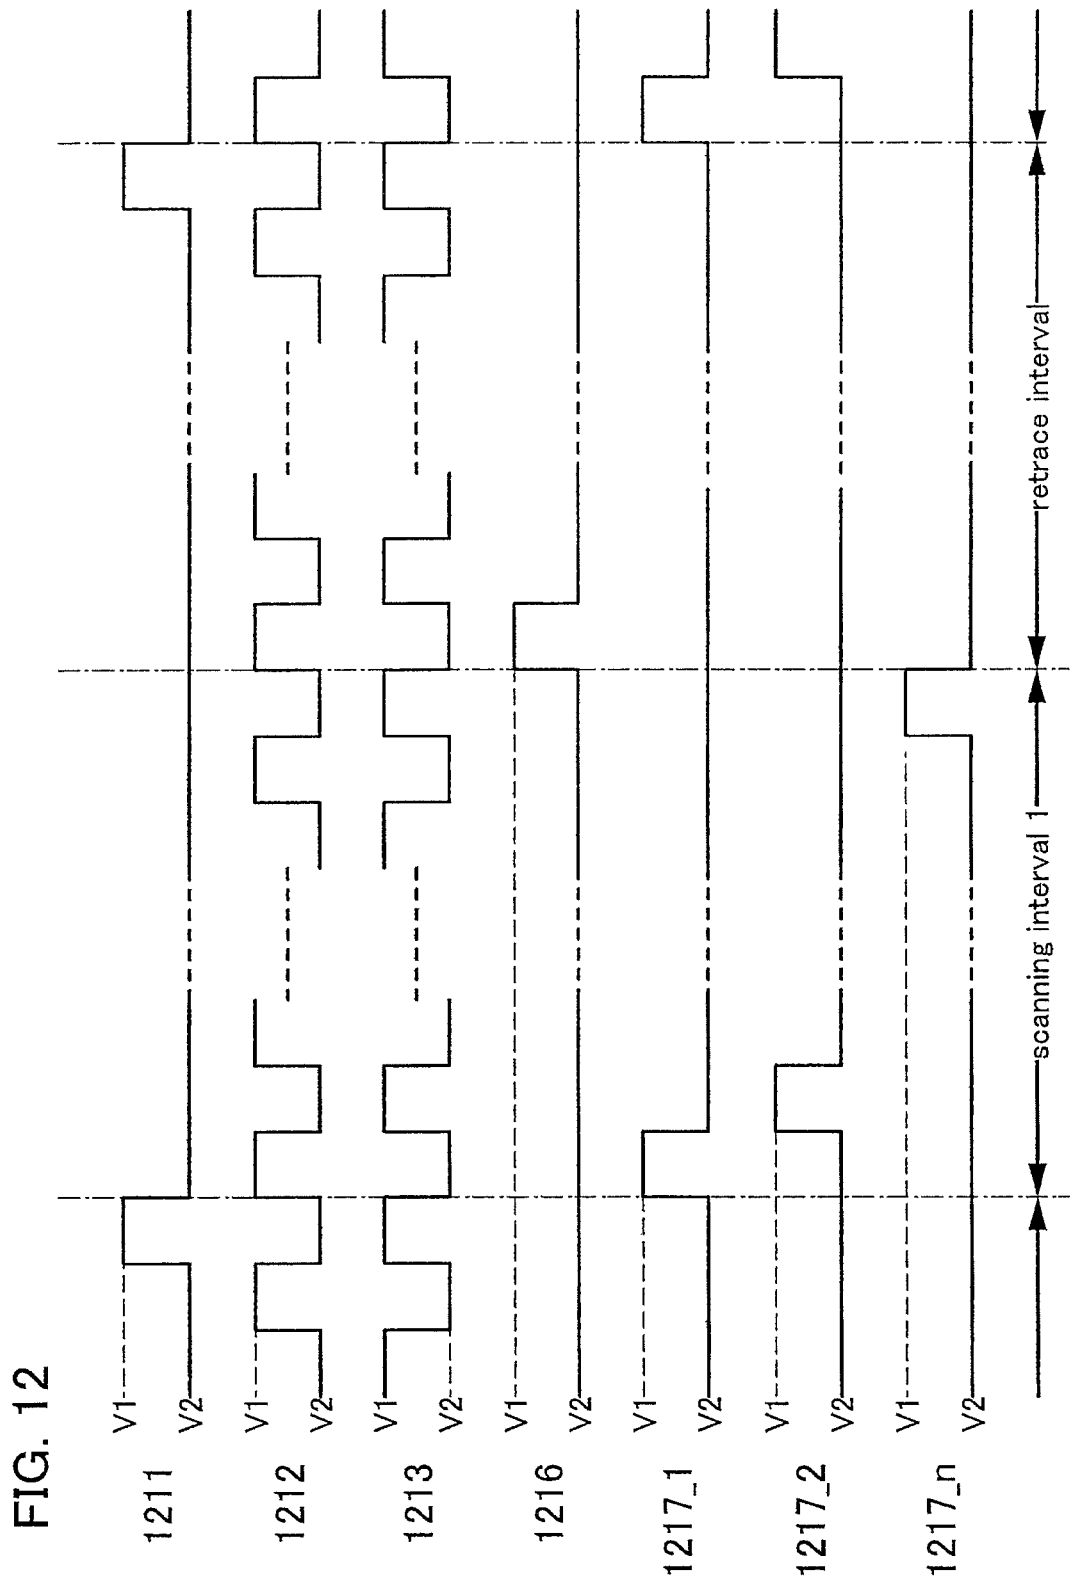 FIG. 12
1211
V1
V2
1212
V1
V2
1213
V1
V2
1216
V1
V2
1217_1
V1
V2
1217_2
V1
V2
1217_n
V1
V2
scanning interval 1
retrace interval